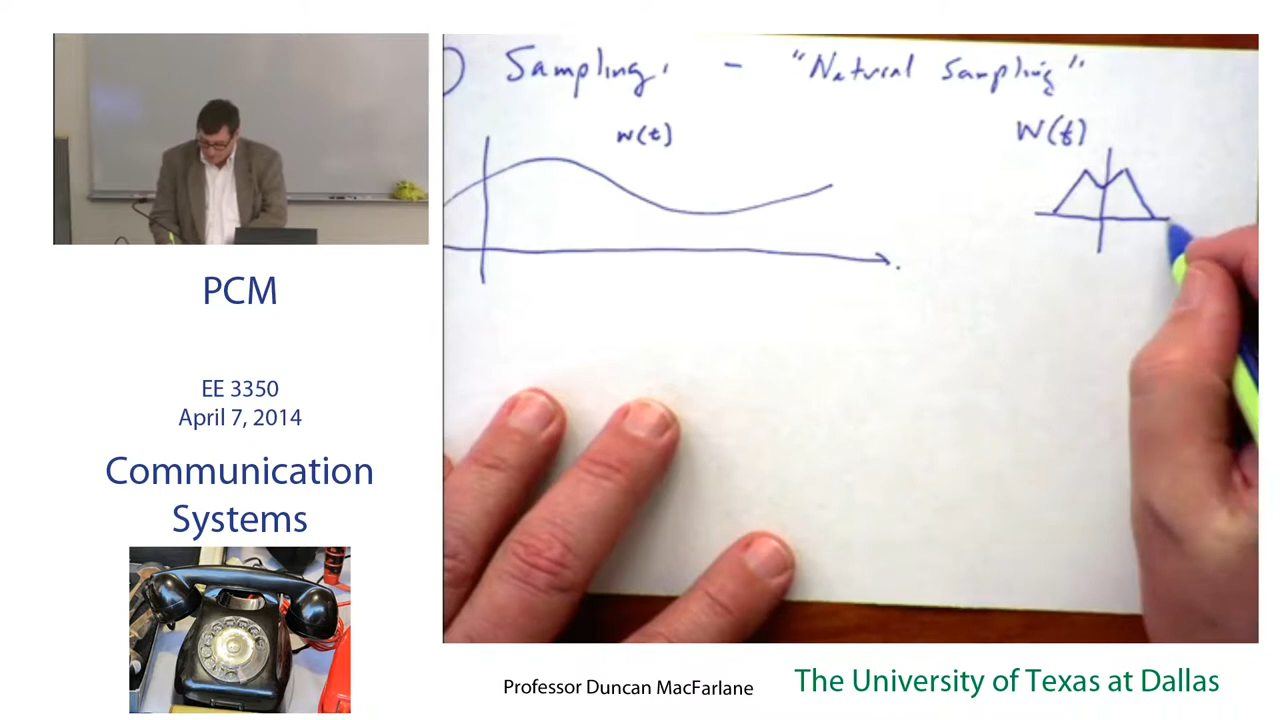 ) Sampling. - "Natural Sampling"
w(t)
W(f)
PCM
EE 3350
April 7, 2014
Communication
Systems
Professor Duncan MacFarlane
The University of Texas at Dallas